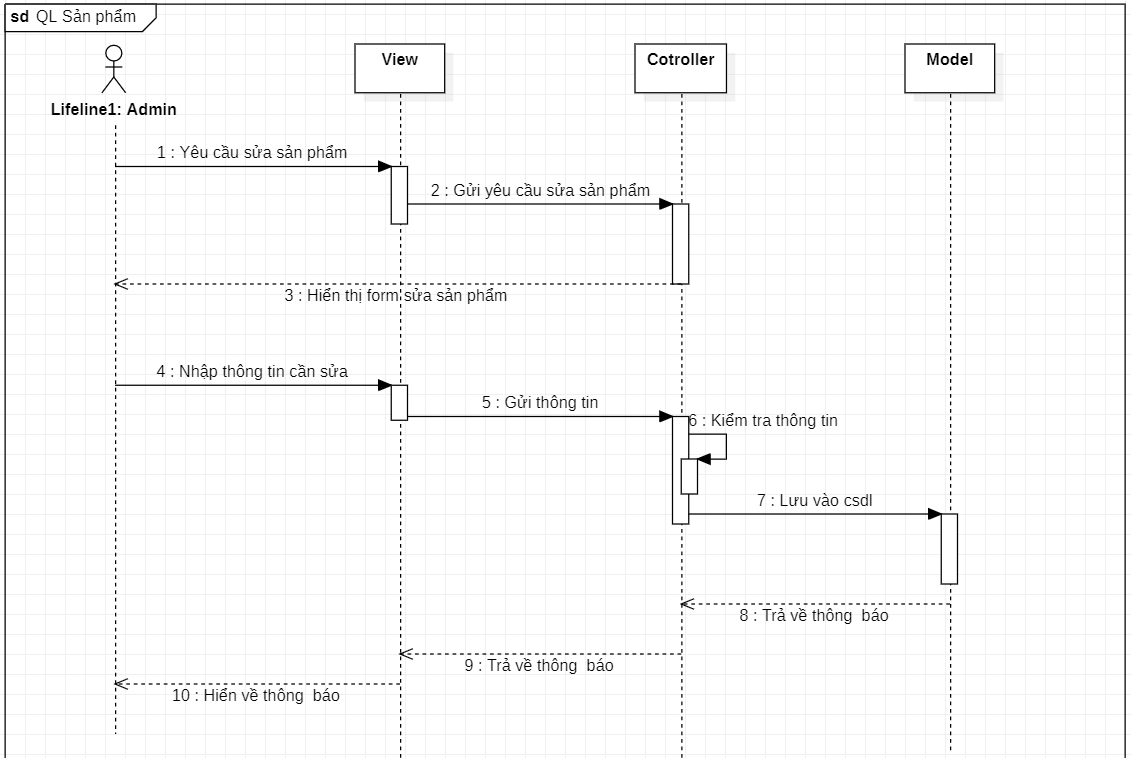 sd QL Sản phẩm
View
Cotroller
Model
Lifeline1: Admin
1 : Yêu cầu sửa sản phẩm
2 : Gửi yêu cầu sửa sản phẩm
3 : Hiển thị form sửa sản phẩm
4 : Nhập thông tin cần sửa
5 : Gửi thông tin
6 : Kiểm tra thông tin
7 : Lưu vào csdl
8 : Trả về thông  báo
9 : Trả về thông  báo
10 : Hiển về thông  báo